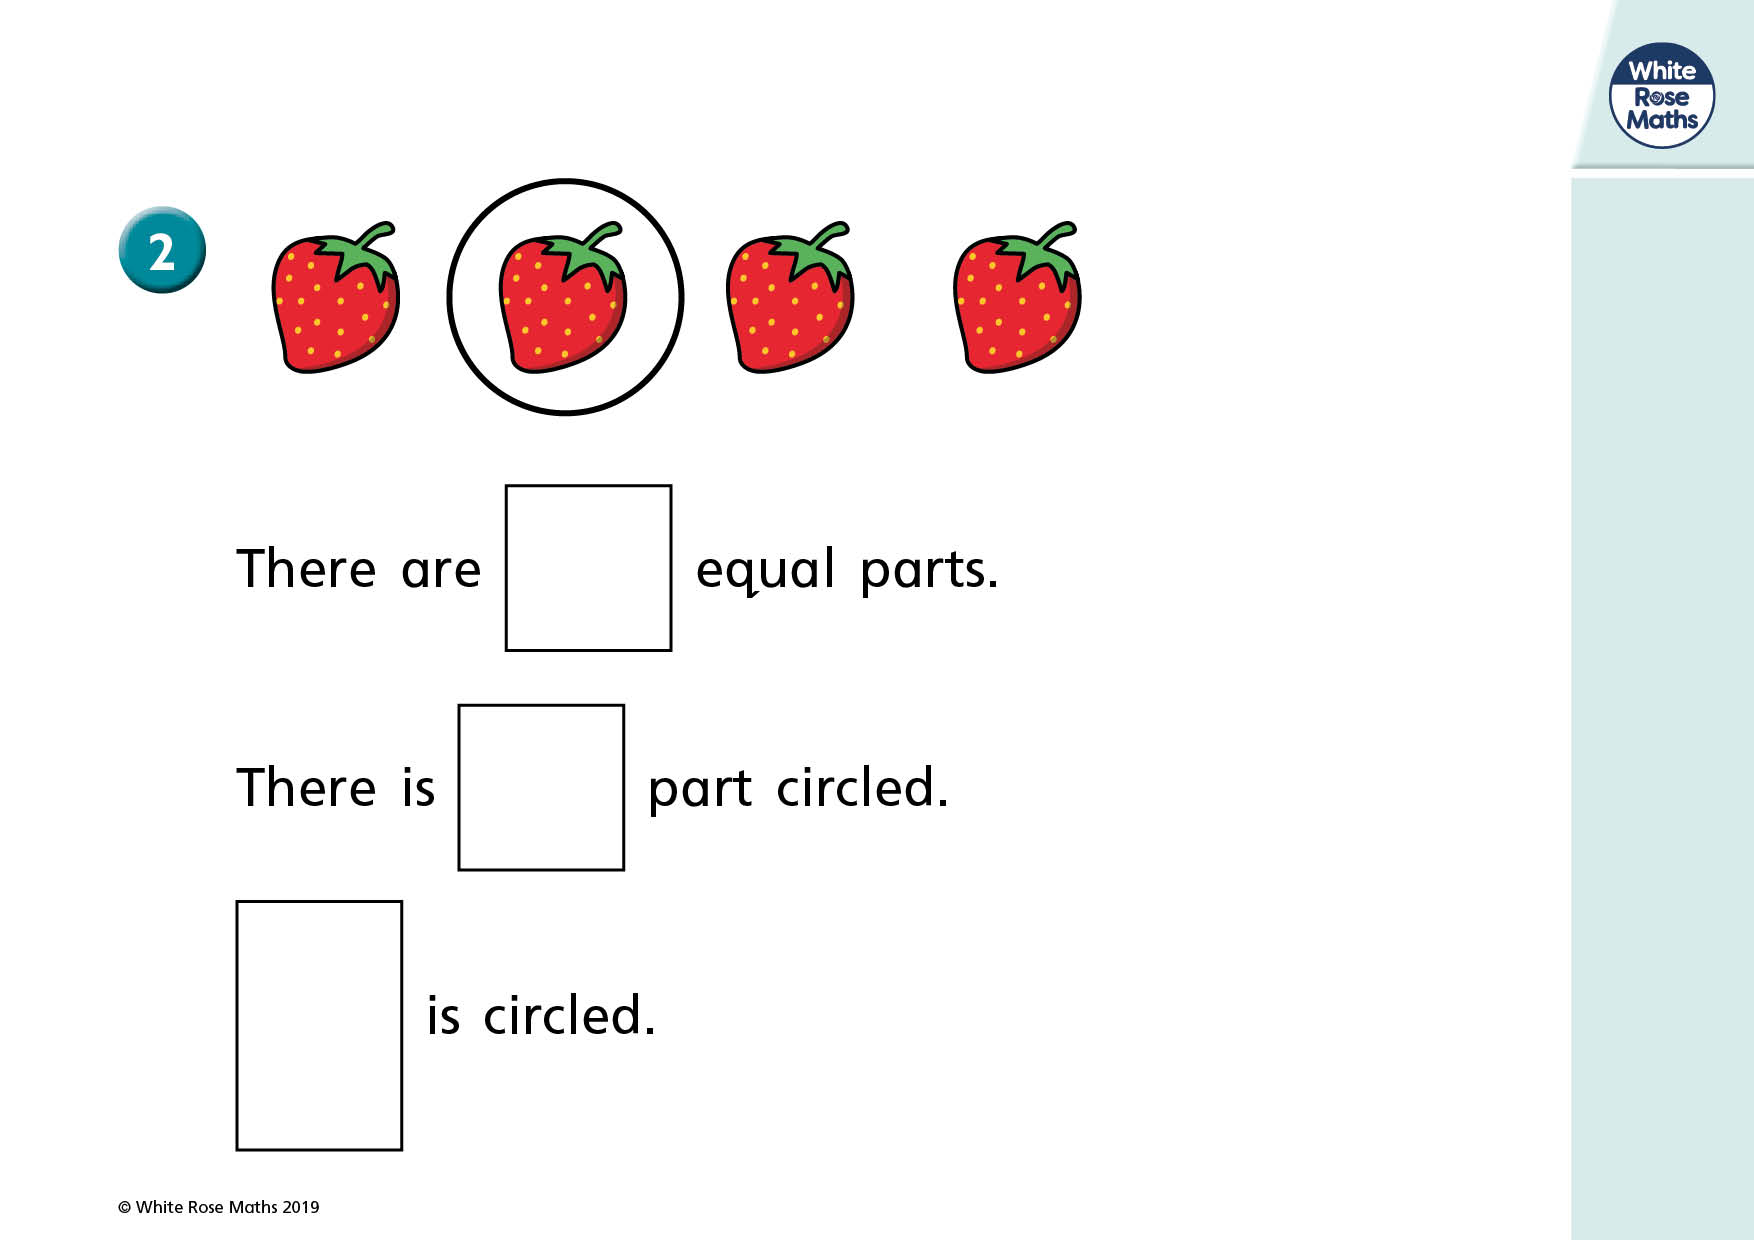 White
Rose
Maths
2
There are equal parts.
There is part circled.
is circled.
© White Rose Maths 2019